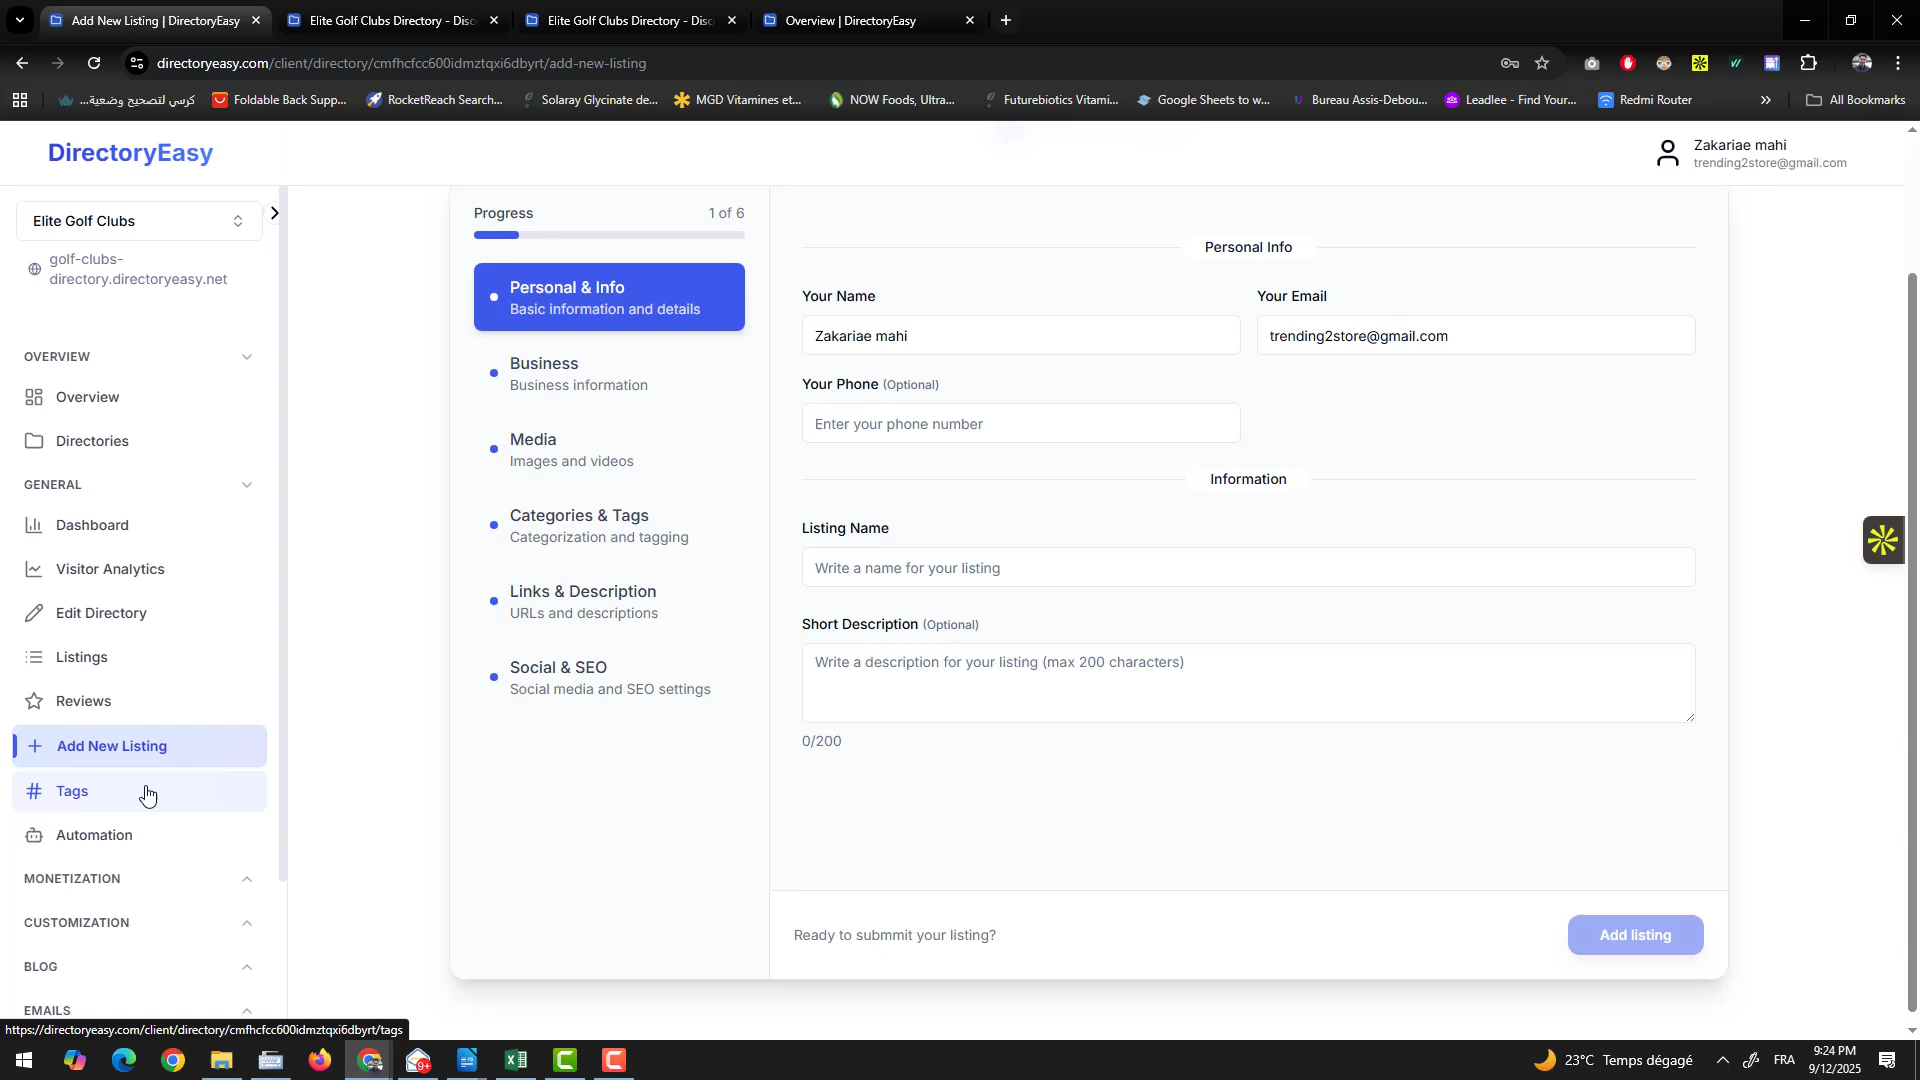 Add New Listing | DirectoryEasy
Elite Golf Clubs Directory - Disc
Elite Golf Clubs Directory - Disc
Overview | DirectoryEasy
directoryeasy.com/client/directory/cmfhcfcc600idmztqxi6dbyrt/add-new-listing
كرسي لتصحيح وضعية...
Foldable Back Supp...
RocketReach Search...
Solaray Glycinate de...
MGD Vitamines et...
NOW Foods, Ultra...
Futurebiotics Vitami...
Google Sheets to w...
Bureau Assis-Debou...
Leadlee - Find Your...
Redmi Router
All Bookmarks
DirectoryEasy
Zakariae mahi
trending2store@gmail.com
Elite Golf Clubs
golf-clubs-
directory.directoryeasy.net
OVERVIEW
Overview
Directories
GENERAL
Dashboard
Visitor Analytics
Edit Directory
Listings
Reviews
Add New Listing
Tags
Automation
MONETIZATION
CUSTOMIZATION
BLOG
EMAILS
Progress
1 of 6
Personal & Info
Basic information and details
Business
Business information
Media
Images and videos
Categories & Tags
Categorization and tagging
Links & Description
URLs and descriptions
Social & SEO
Social media and SEO settings
Personal Info
Your Name
Your Email
Zakariae mahi
trending2store@gmail.com
Your Phone (Optional)
Enter your phone number
Information
Listing Name
Write a name for your listing
Short Description (Optional)
Write a description for your listing (max 200 characters)
0/200
Ready to submmit your listing?
Add listing
https://directoryeasy.com/client/directory/cmfhcfcc600idmztqxi6dbyrt/tags
9+
23°C Temps dégagé
FRA
9:24 PM
9/12/2025